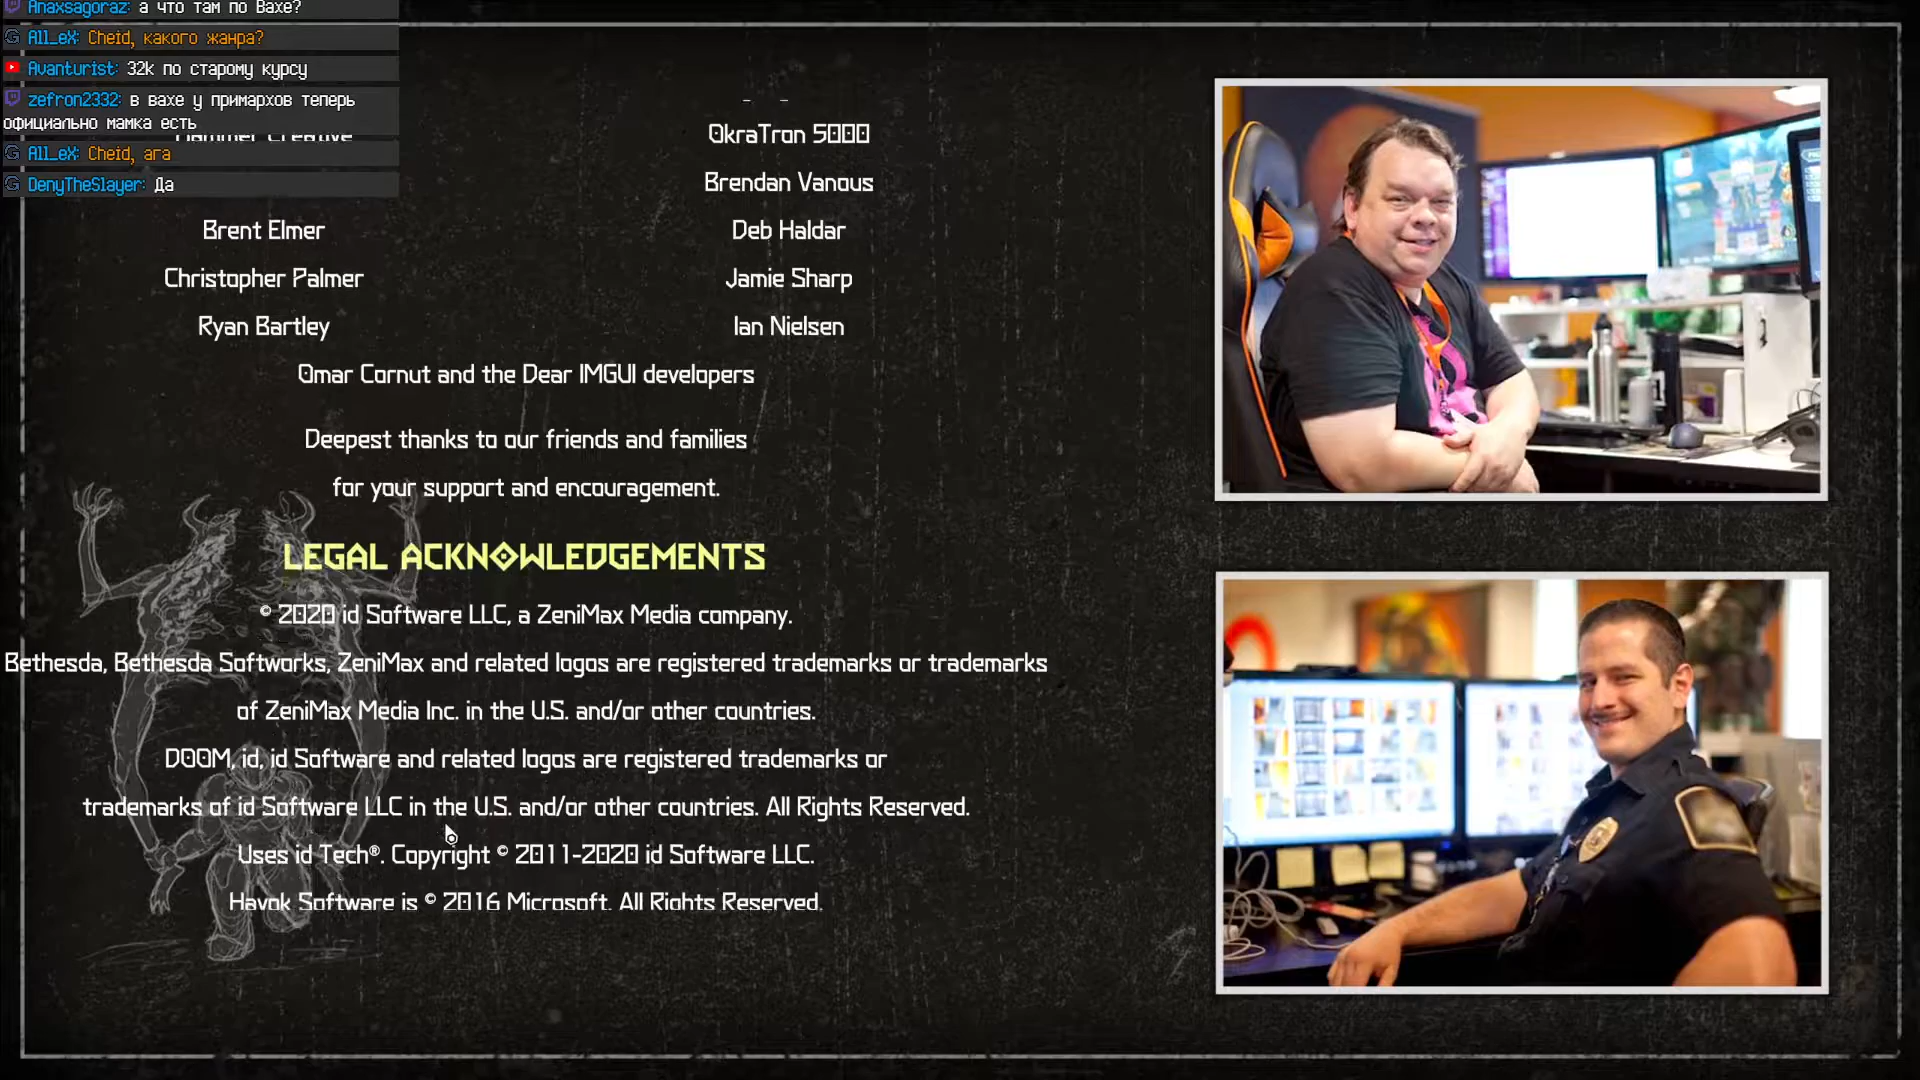 Anaxsagoraz: а что там по Вахе?
All_eX: Cheid, какого жанра?
Avanturist: 32k по старому курсу
zefron2332: в вахе у примархов теперь
официально мамка есть
Hammer Creative
All_eX: Cheid, ага
DenyTheSlayer: Да
OkraTron 5000
Brendan Vanous
Brent Elmer
Deb Haldar
Christopher Palmer
Jamie Sharp
Ryan Bartley
Ian Nielsen
Omar Cornut and the Dear IMGUI developers
Deepest thanks to our friends and families
for your support and encouragement.
LEGAL ACKNOWLEDGEMENTS
© 2020 id Software LLC, a ZeniMax Media company.
Bethesda, Bethesda Softworks, ZeniMax and related logos are registered trademarks or trademarks
of ZeniMax Media Inc. in the U.S. and/or other countries.
DOOM, id, id Software and related logos are registered trademarks or
trademarks of id Software LLC in the U.S. and/or other countries. All Rights Reserved.
Uses id Tech®. Copyright © 2011-2020 id Software LLC.
Havok Software is © 2016 Microsoft. All Rights Reserved.